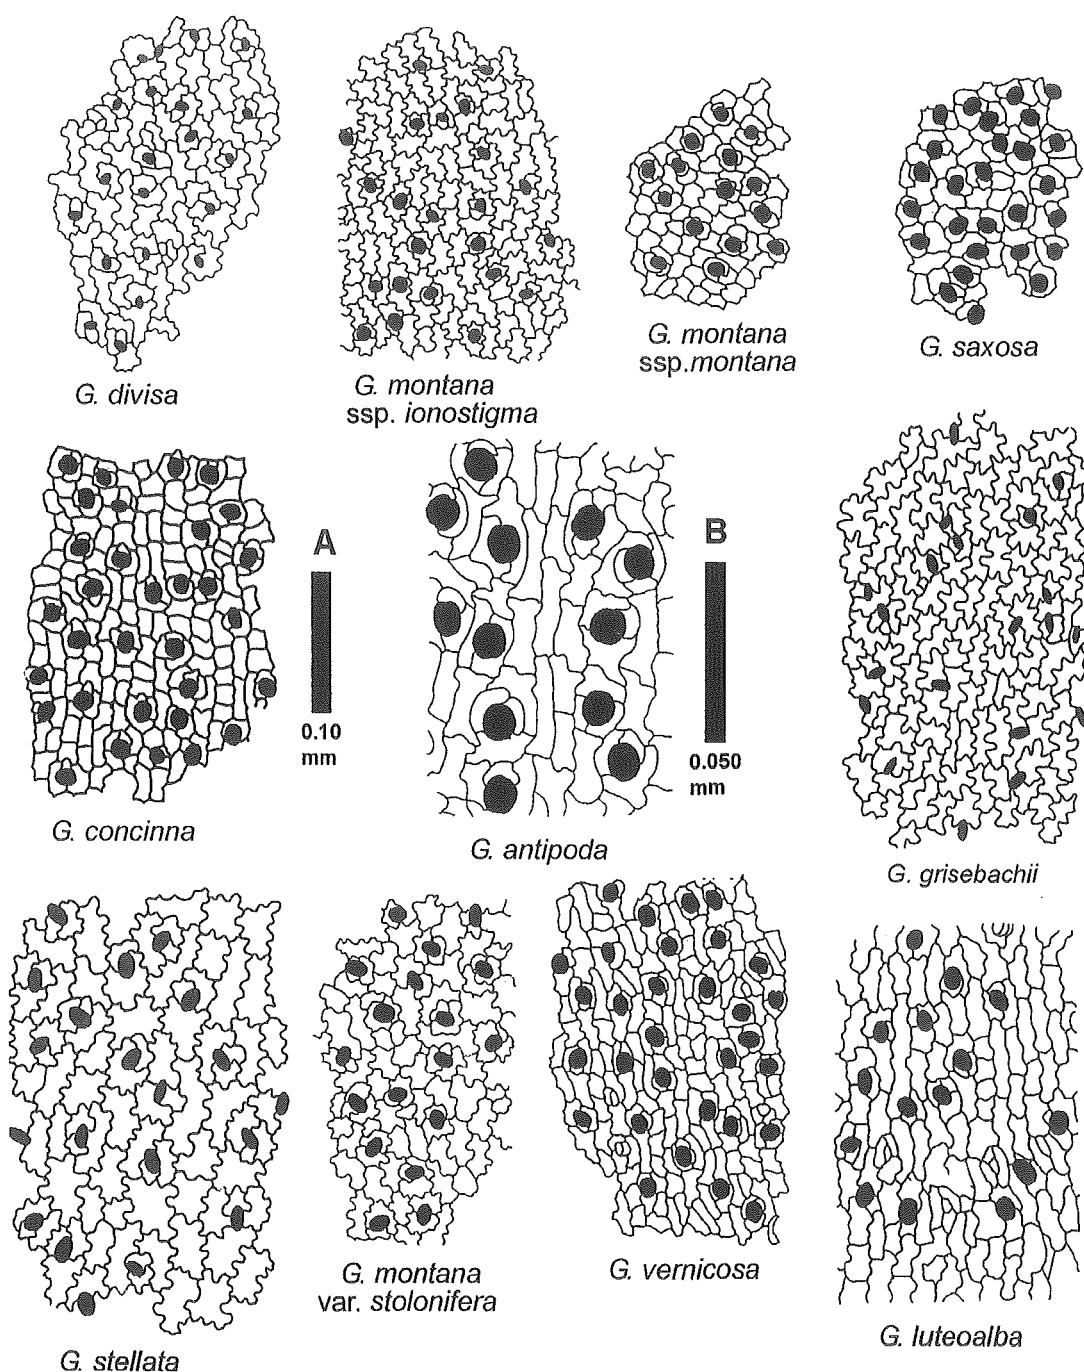 G. divisa
G. montana
ssp. ionostigma
G. montana
ssp.montana
G. saxosa
A
0.10
mm
B
0.050
mm
G. concinna
G. antipoda
G. grisebachii
G. stellata
G. montana
var. stolonifera
G. vernicosa
G. luteoalba